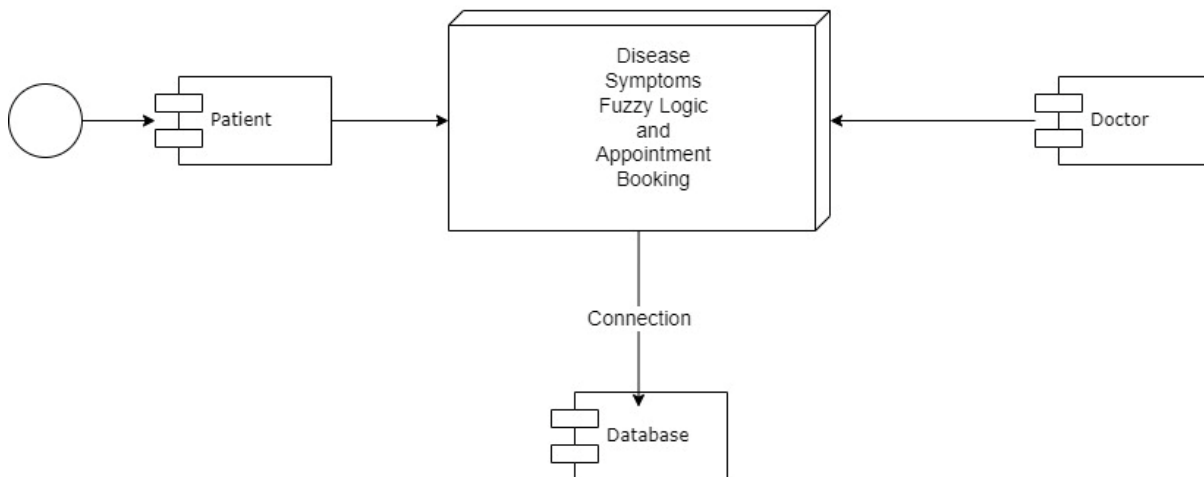 Disease
Symptoms
Fuzzy Logic
and
Appointment
Booking
Patient
Doctor
Connection
Database